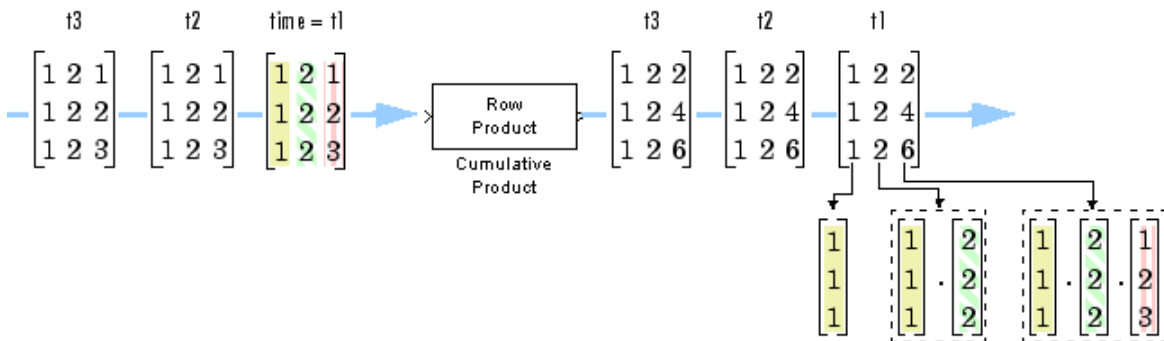 t3 t2 time = t1 t3 t2 t1
1 2 1 1 2 1 1 2 1 1 2 2 1 2 2 1 2 2
1 2 2 1 2 2 1 2 2 Row Product 1 2 4 1 2 4 1 2 4
1 2 3 1 2 3 1 2 3 1 2 6 1 2 6 1 2 6
Cumulative
Product
1 1 2 1 2 1
1 1 . 2 1 . 2 . 2
1 1 2 1 2 3